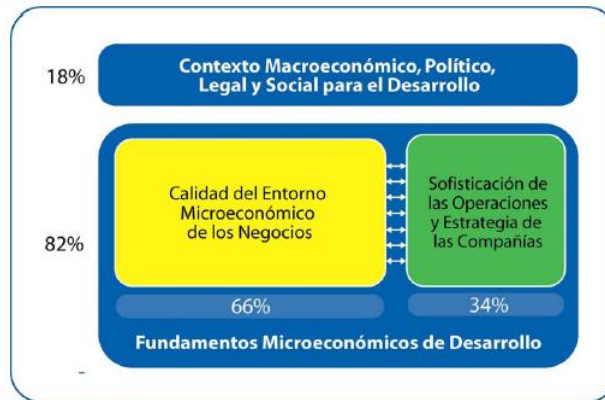 18%
Contexto Macroeconómico, Político,
Legal y Social para el Desarrollo
82%
Calidad del Entorno
Microeconómico
de los Negocios
Sofisticación de
las Operaciones
y Estrategia de
las Compañías
66%
34%
Fundamentos Microeconómicos de Desarrollo
-